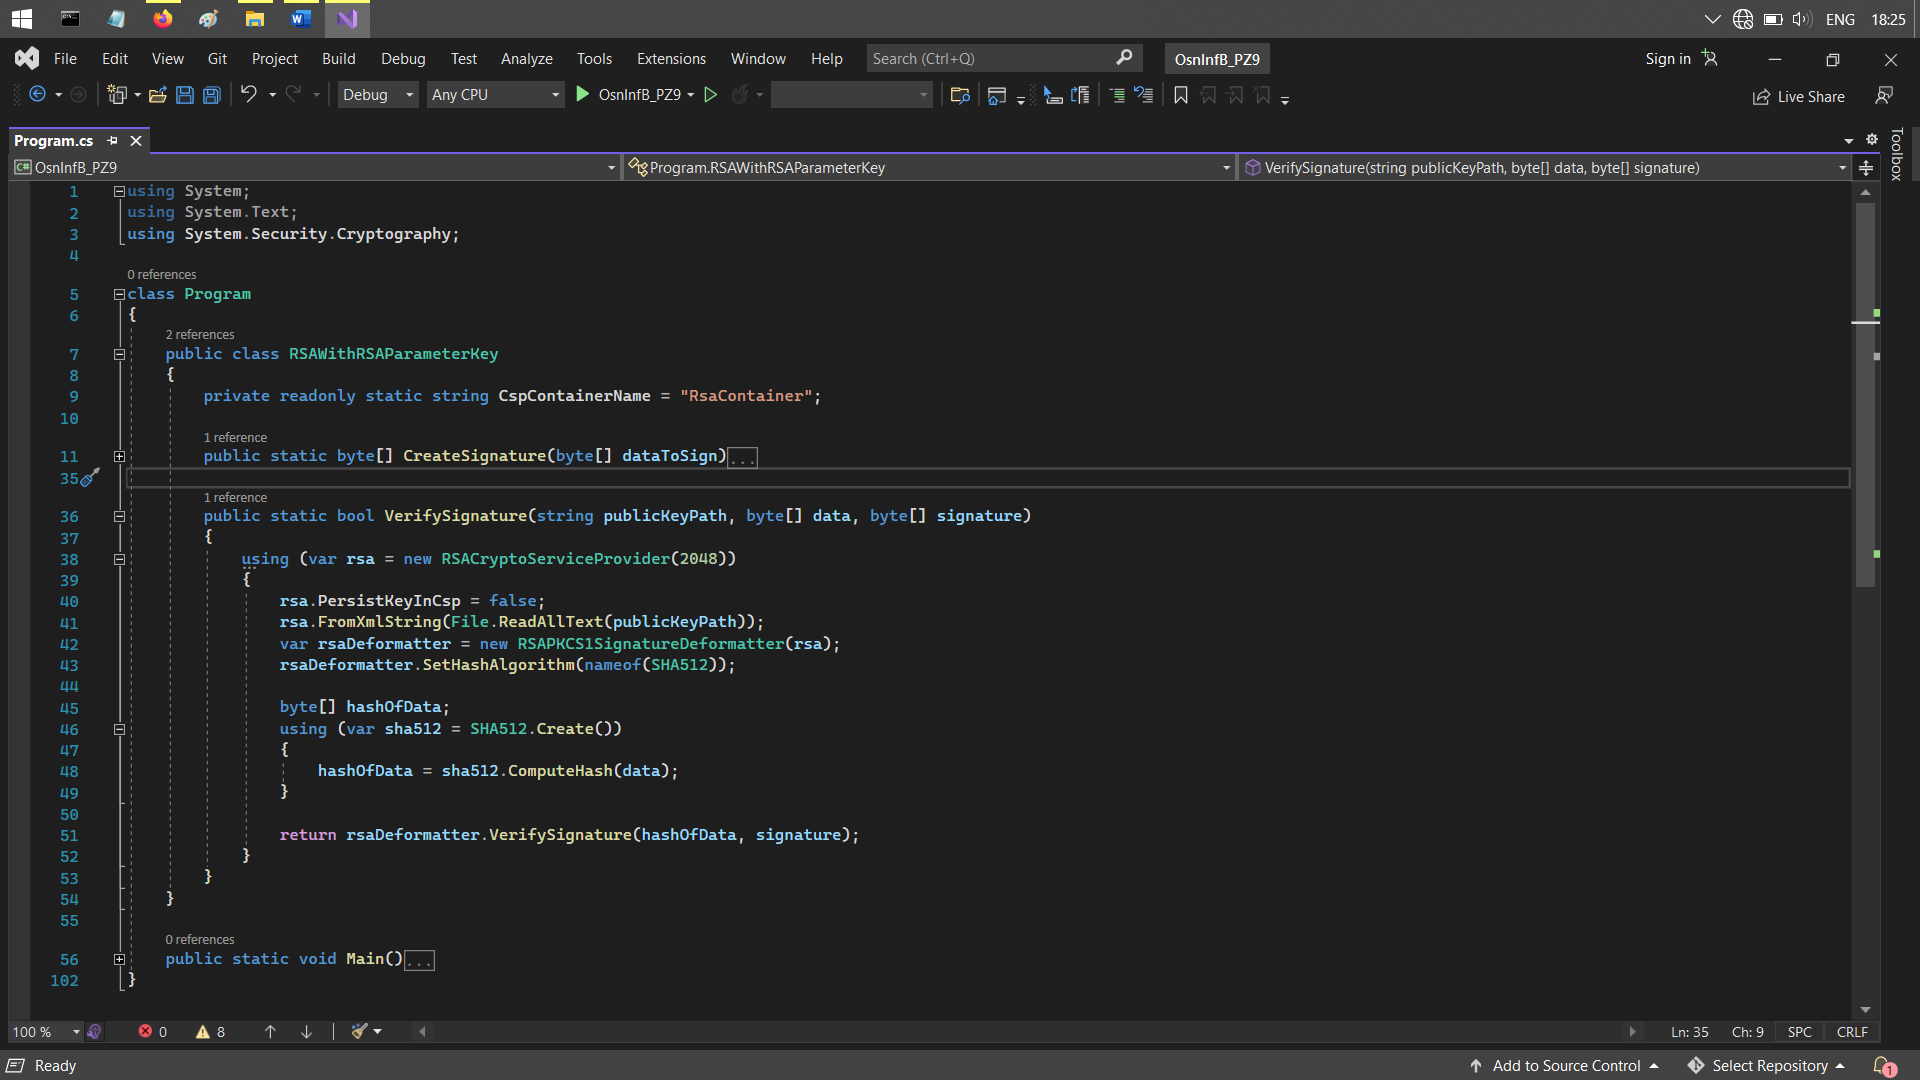 ENG 18:25
File Edit View Git Project Build Debug Test Analyze Tools Extensions Window Help Search (Ctrl+Q) OsnInfB_PZ9 Sign in
Debug Any CPU OsnInfB_PZ9 Live Share
Program.cs
Toolbox
C# OsnInfB_PZ9 Program.RSAWithRSAParameterKey VerifySignature(string publicKeyPath, byte[] data, byte[] signature)
1 using System;
2 using System.Text;
3 using System.Security.Cryptography;
4
0 references
5 class Program
6 {
2 references
7 public class RSAWithRSAParameterKey
8 {
9 private readonly static string CspContainerName = "RsaContainer";
10
1 reference
11 public static byte[] CreateSignature(byte[] dataToSign)...
35
1 reference
36 public static bool VerifySignature(string publicKeyPath, byte[] data, byte[] signature)
37 {
38 using (var rsa = new RSACryptoServiceProvider(2048))
39 {
40 rsa.PersistKeyInCsp = false;
41 rsa.FromXmlString(File.ReadAllText(publicKeyPath));
42 var rsaDeformatter = new RSAPKCS1SignatureDeformatter(rsa);
43 rsaDeformatter.SetHashAlgorithm(nameof(SHA512));
44
45 byte[] hashOfData;
46 using (var sha512 = SHA512.Create())
47 {
48 hashOfData = sha512.ComputeHash(data);
49 }
50
51 return rsaDeformatter.VerifySignature(hashOfData, signature);
52 }
53 }
54 }
55
0 references
56 public static void Main()...
102 }
100 % 0 8 Ln: 35 Ch: 9 SPC CRLF
Ready Add to Source Control Select Repository 1